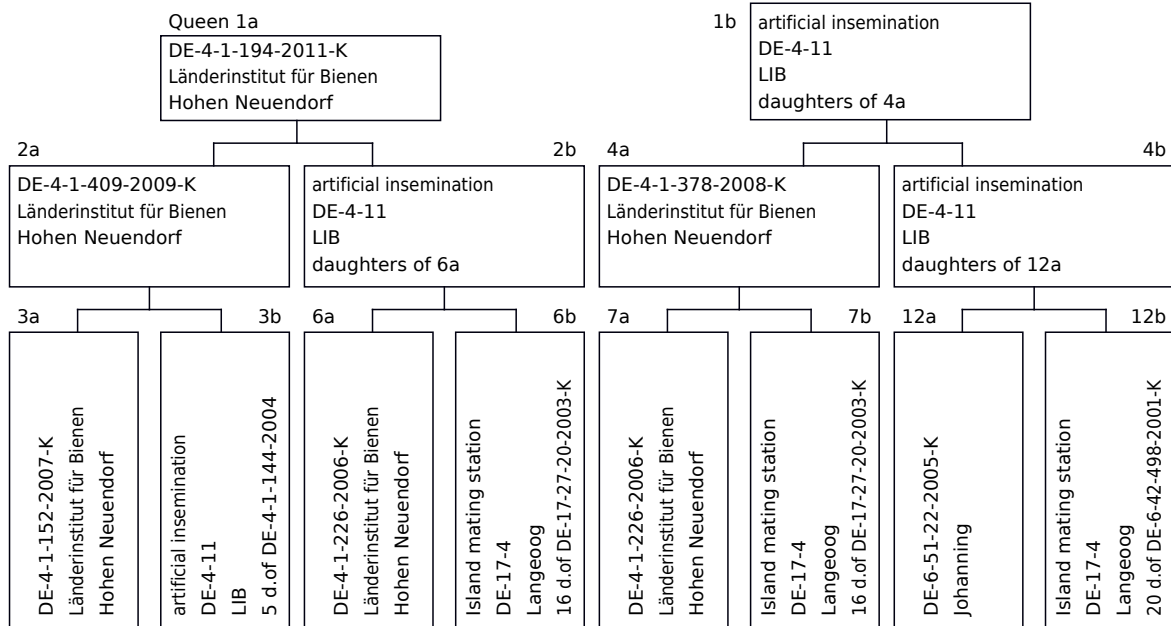 Queen 1a
DE-4-1-194-2011-K
Länderinstitut für Bienen
Hohen Neuendorf
1b
artificial insemination
DE-4-11
LIB
daughters of 4a
2a
DE-4-1-409-2009-K
Länderinstitut für Bienen
Hohen Neuendorf
2b
artificial insemination
DE-4-11
LIB
daughters of 6a
4a
DE-4-1-378-2008-K
Länderinstitut für Bienen
Hohen Neuendorf
4b
artificial insemination
DE-4-11
LIB
daughters of 12a
3a
DE-4-1-152-2007-K
Länderinstitut für Bienen
Hohen Neuendorf
3b
artificial insemination
DE-4-11
LIB
5 d.of DE-4-1-144-2004
6a
DE-4-1-226-2006-K
Länderinstitut für Bienen
Hohen Neuendorf
6b
Island mating station
DE-17-4
Langeoog
16 d.of DE-17-27-20-2003-K
7a
DE-4-1-226-2006-K
Länderinstitut für Bienen
Hohen Neuendorf
7b
Island mating station
DE-17-4
Langeoog
16 d.of DE-17-27-20-2003-K
12a
DE-6-51-22-2005-K
Johanning
12b
Island mating station
DE-17-4
Langeoog
20 d.of DE-6-42-498-2001-K